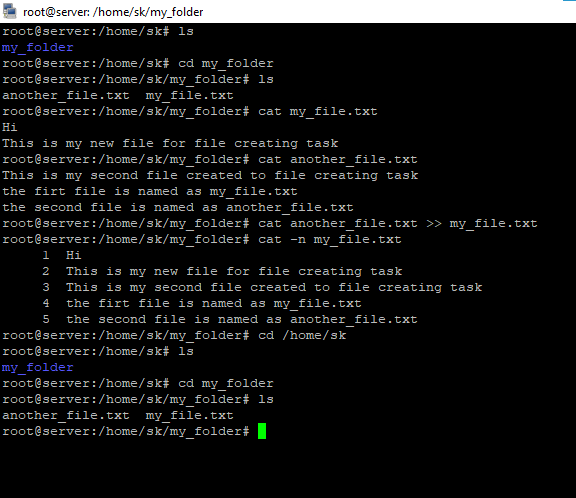 root@server: /home/sk/my_folder
root@server:/home/sk# ls
my_folder
root@server:/home/sk# cd my_folder
root@server:/home/sk/my_folder# ls
another_file.txt  my_file.txt
root@server:/home/sk/my_folder# cat my_file.txt
Hi
This is my new file for file creating task
root@server:/home/sk/my_folder# cat another_file.txt
This is my second file created to file creating task
the firt file is named as my_file.txt
the second file is named as another_file.txt
root@server:/home/sk/my_folder# cat another_file.txt >> my_file.txt
root@server:/home/sk/my_folder# cat -n my_file.txt
     1  Hi
     2  This is my new file for file creating task
     3  This is my second file created to file creating task
     4  the firt file is named as my_file.txt
     5  the second file is named as another_file.txt
root@server:/home/sk/my_folder# cd /home/sk
root@server:/home/sk# ls
my_folder
root@server:/home/sk# cd my_folder
root@server:/home/sk/my_folder# ls
another_file.txt  my_file.txt
root@server:/home/sk/my_folder#